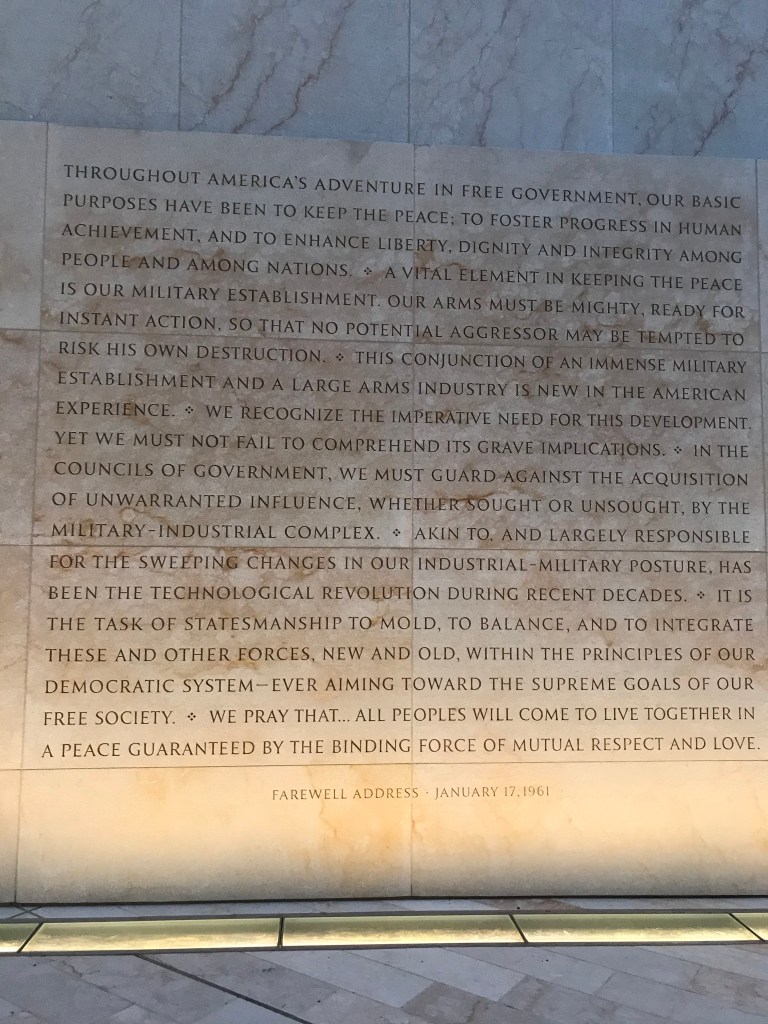 THROUGHOUT AMERICA'S ADVENTURE IN FREE GOVERNMENT, OUR BASIC
PURPOSES HAVE BEEN TO KEEP THE PEACE; TO FOSTER PROGRESS IN HUMAN
ACHIEVEMENT, AND TO ENHANCE LIBERTY, DIGNITY AND INTEGRITY AMONG
PEOPLE AND AMONG NATIONS. ❖ A VITAL ELEMENT IN KEEPING THE PEACE
IS OUR MILITARY ESTABLISHMENT. OUR ARMS MUST BE MIGHTY, READY FOR
INSTANT ACTION, SO THAT NO POTENTIAL AGGRESSOR MAY BE TEMPTED TO
RISK HIS OWN DESTRUCTION. ❖ THIS CONJUNCTION OF AN IMMENSE MILITARY
ESTABLISHMENT AND A LARGE ARMS INDUSTRY IS NEW IN THE AMERICAN
EXPERIENCE. ❖ WE RECOGNIZE THE IMPERATIVE NEED FOR THIS DEVELOPMENT.
YET WE MUST NOT FAIL TO COMPREHEND ITS GRAVE IMPLICATIONS. ❖ IN THE
COUNCILS OF GOVERNMENT, WE MUST GUARD AGAINST THE ACQUISITION
OF UNWARRANTED INFLUENCE, WHETHER SOUGHT OR UNSOUGHT, BY THE
MILITARY-INDUSTRIAL COMPLEX. ❖ AKIN TO, AND LARGELY RESPONSIBLE
FOR THE SWEEPING CHANGES IN OUR INDUSTRIAL-MILITARY POSTURE, HAS
BEEN THE TECHNOLOGICAL REVOLUTION DURING RECENT DECADES. ❖ IT IS
THE TASK OF STATESMANSHIP TO MOLD, TO BALANCE, AND TO INTEGRATE
THESE AND OTHER FORCES, NEW AND OLD, WITHIN THE PRINCIPLES OF OUR
DEMOCRATIC SYSTEM—EVER AIMING TOWARD THE SUPREME GOALS OF OUR
FREE SOCIETY. ❖ WE PRAY THAT... ALL PEOPLES WILL COME TO LIVE TOGETHER IN
A PEACE GUARANTEED BY THE BINDING FORCE OF MUTUAL RESPECT AND LOVE.
FAREWELL ADDRESS · JANUARY 17, 1961